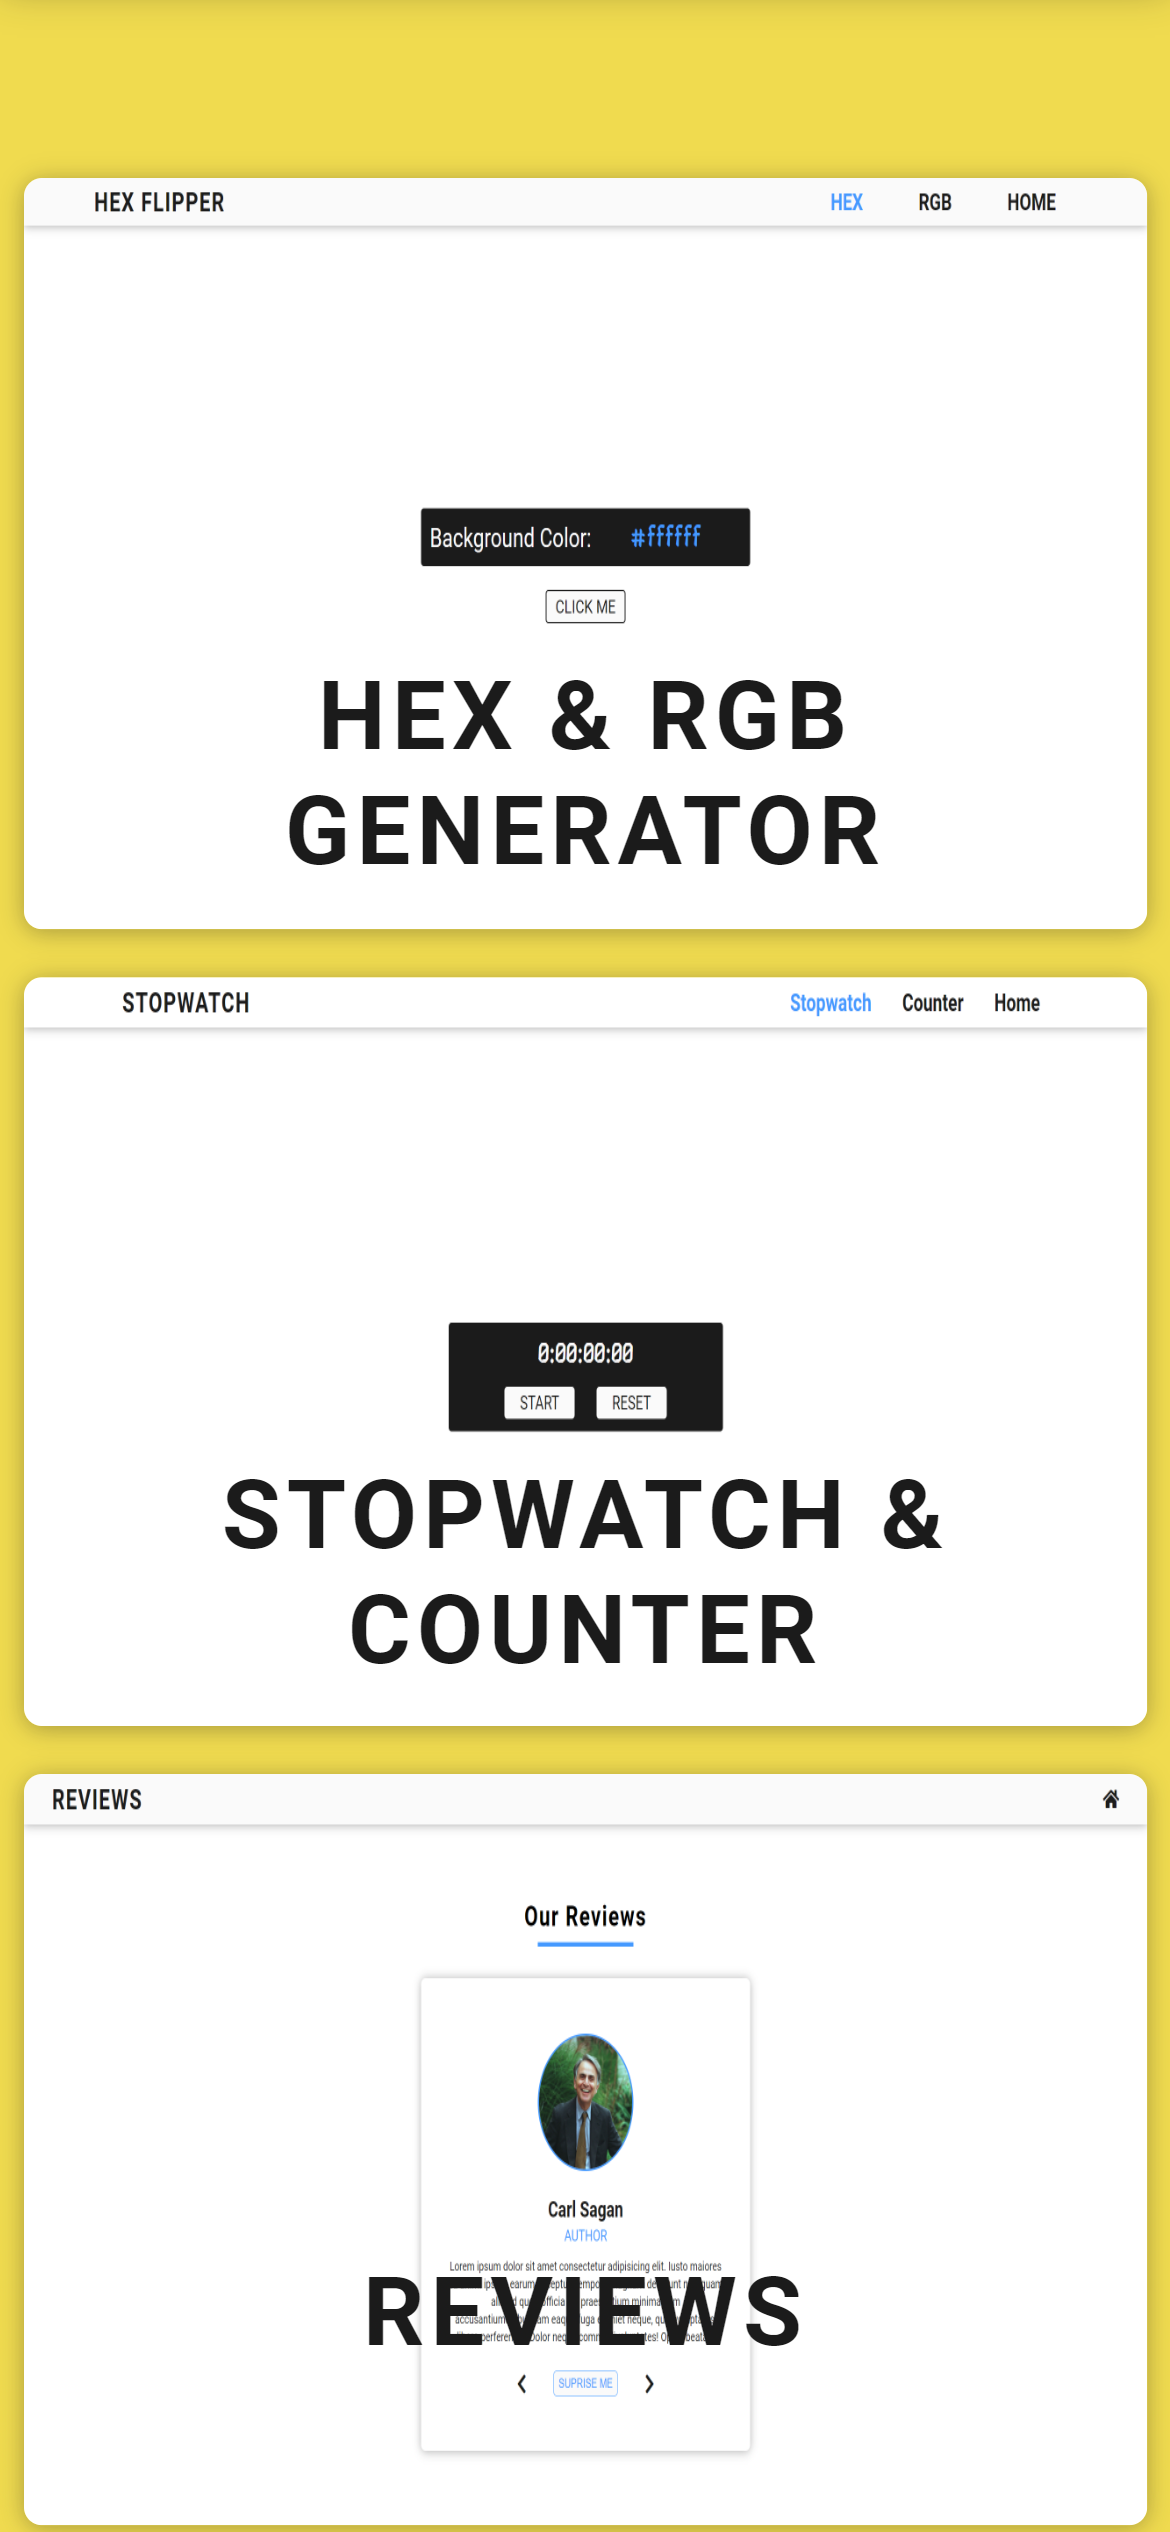 HEX FLIPPER
HEX RGB HOME
Background Color: #ffffff
CLICK ME
HEX & RGB
GENERATOR
STOPWATCH
Stopwatch Counter Home
0:00:00:00
START RESET
STOPWATCH &
COUNTER
REVIEWS
Our Reviews
Carl Sagan
AUTHOR
Lorem ipsum dolor sit amet consectetur adipisicing elit. Iusto maiores
REVIEWS
SUPRISE ME